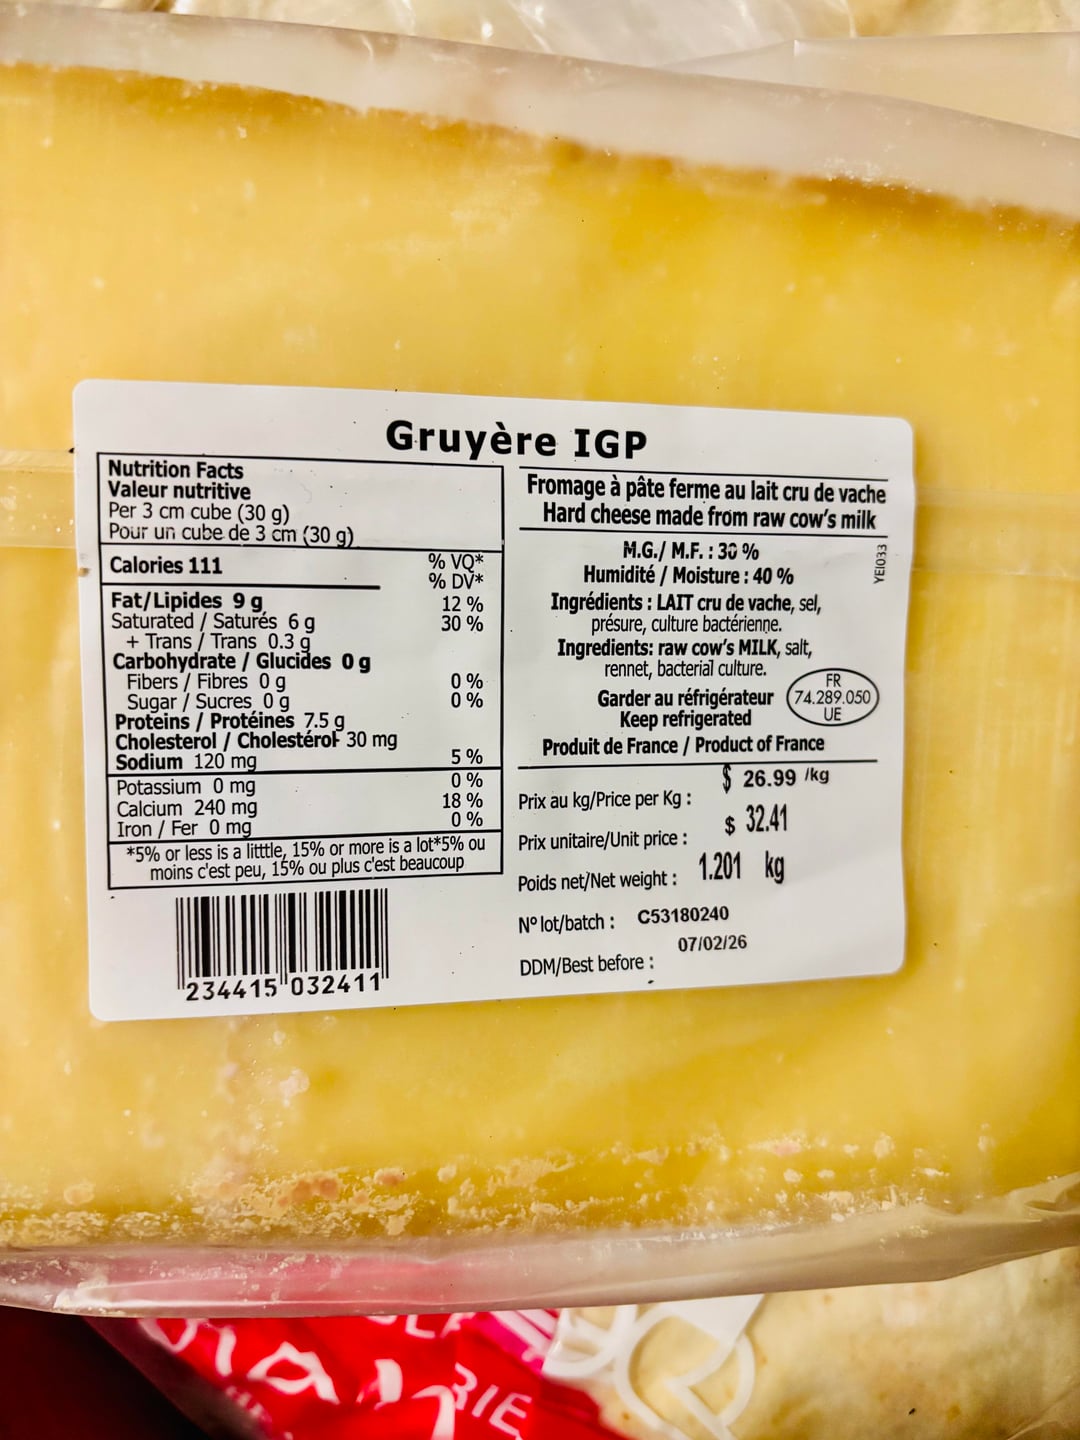 Gruyère IGP
Nutrition Facts
Valeur nutritive
Per 3 cm cube (30 g)
Pour un cube de 3 cm (30 g)
Calories 111
% VQ*
% DV*
Fat/Lipides 9 g 12 %
Saturated / Saturés 6 g 30 %
+ Trans / Trans 0.3 g
Carbohydrate / Glucides 0 g
Fibers / Fibres 0 g 0 %
Sugar / Sucres 0 g 0 %
Proteins / Protéines 7.5 g
Cholesterol / Cholestérol 30 mg
Sodium 120 mg 5 %
Potassium 0 mg 0 %
Calcium 240 mg 18 %
Iron / Fer 0 mg 0 %
*5% or less is a litttle, 15% or more is a lot*5% ou
moins c'est peu, 15% ou plus c'est beaucoup
234415 032411
Fromage à pâte ferme au lait cru de vache
Hard cheese made from raw cow's milk
M.G./ M.F. : 30 %
Humidité / Moisture : 40 %
YEI033
Ingrédients : LAIT cru de vache, sel,
présure, culture bactérienne.
Ingredients: raw cow's MILK, salt,
rennet, bacterial culture.
Garder au réfrigérateur
Keep refrigerated
FR
74.289.050
UE
Produit de France / Product of France
Prix au kg/Price per Kg : $ 26.99 /kg
Prix unitaire/Unit price : $ 32.41
Poids net/Net weight : 1.201 kg
N° lot/batch : C53180240
DDM/Best before : 07/02/26
RIE